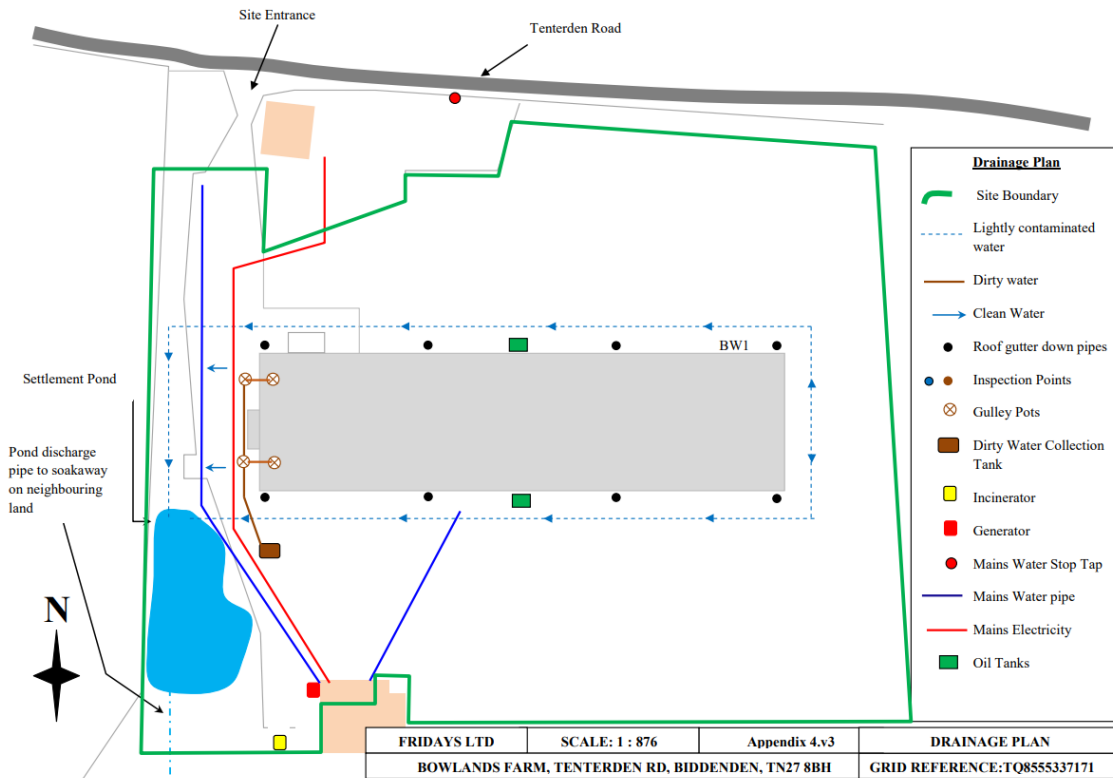 Site Entrance
Tenterden Road
Settlement Pond
Pond discharge
pipe to soakaway
on neighbouring
land
N
BW1
Drainage Plan
Site Boundary
Lightly contaminated
water
Dirty water
Clean Water
Roof gutter down pipes
Inspection Points
Gulley Pots
Dirty Water Collection
Tank
Incinerator
Generator
Mains Water Stop Tap
Mains Water pipe
Mains Electricity
Oil Tanks
FRIDAYS LTD SCALE: 1 : 876 Appendix 4.v3 DRAINAGE PLAN
BOWLANDS FARM, TENTERDEN RD, BIDDENDEN, TN27 8BH GRID REFERENCE:TQ8555337171